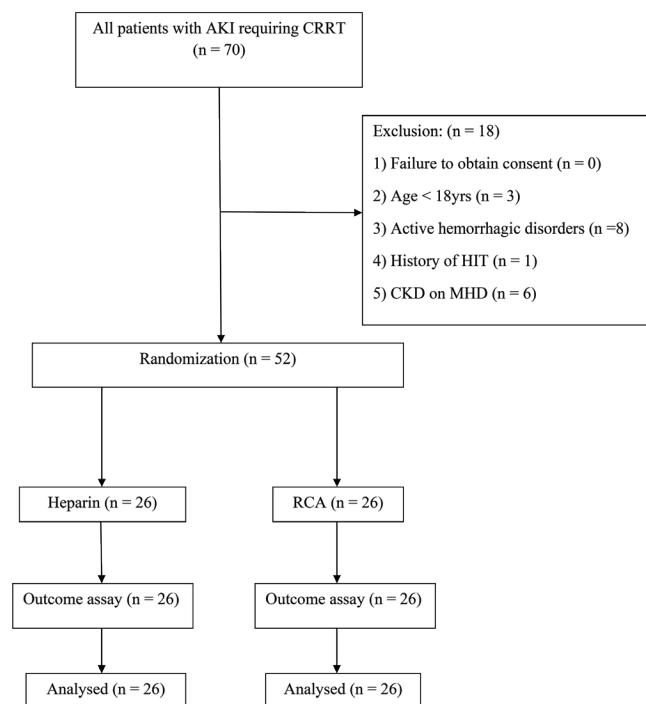 All patients with AKI requiring CRRT
(n = 70)
Exclusion: (n = 18)
1) Failure to obtain consent (n = 0)
2) Age < 18yrs (n = 3)
3) Active hemorrhagic disorders (n =8)
4) History of HIT (n = 1)
5) CKD on MHD (n = 6)
Randomization (n = 52)
Heparin (n = 26)
RCA (n = 26)
Outcome assay (n = 26)
Outcome assay (n = 26)
Analysed (n = 26)
Analysed (n = 26)